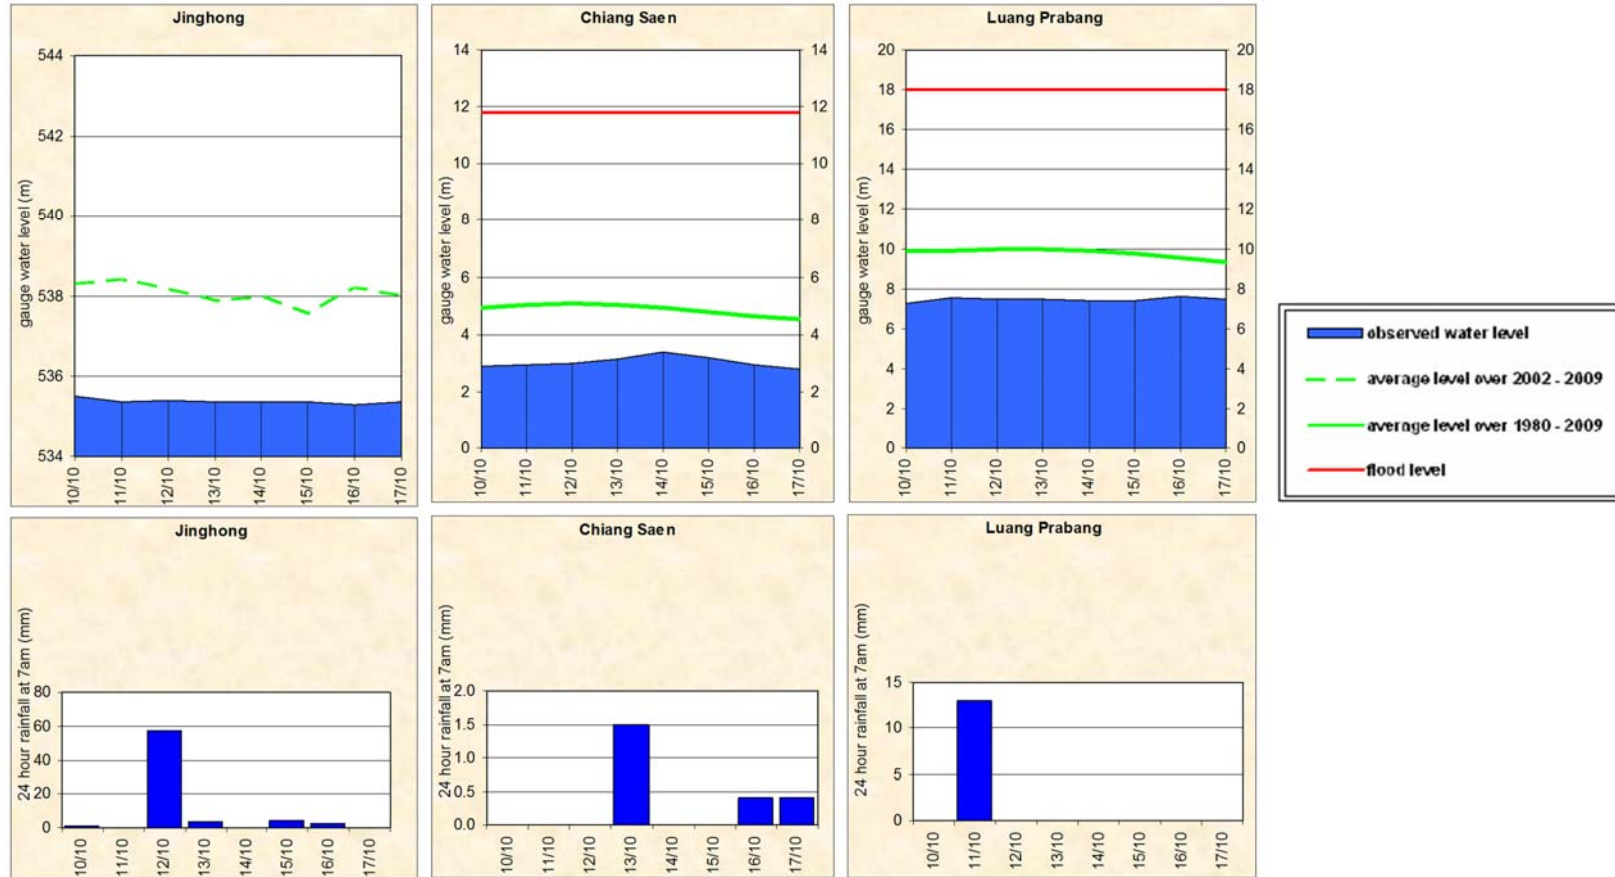 Jinghong
gauge water level (m)
544
542
540
538
536
534
10/10 11/10 12/10 13/10 14/10 15/10 16/10 17/10
Chiang Saen
gauge water level (m)
14 14
12 12
10 10
8 8
6 6
4 4
2 2
0 0
10/10 11/10 12/10 13/10 14/10 15/10 16/10 17/10
Luang Prabang
gauge water level (m)
20 20
18 18
16 16
14 14
12 12
10 10
8 8
6 6
4 4
2 2
0 0
10/10 11/10 12/10 13/10 14/10 15/10 16/10 17/10
observed water level
average level over 2002 - 2009
average level over 1980 - 2009
flood level
Jinghong
24 hour rainfall at 7am (mm)
80
60
40
20
0
10/10 11/10 12/10 13/10 14/10 15/10 16/10 17/10
Chiang Saen
24 hour rainfall at 7am (mm)
2.0
1.5
1.0
0.5
0.0
10/10 11/10 12/10 13/10 14/10 15/10 16/10 17/10
Luang Prabang
24 hour rainfall at 7am (mm)
15
10
5
0
10/10 11/10 12/10 13/10 14/10 15/10 16/10 17/10